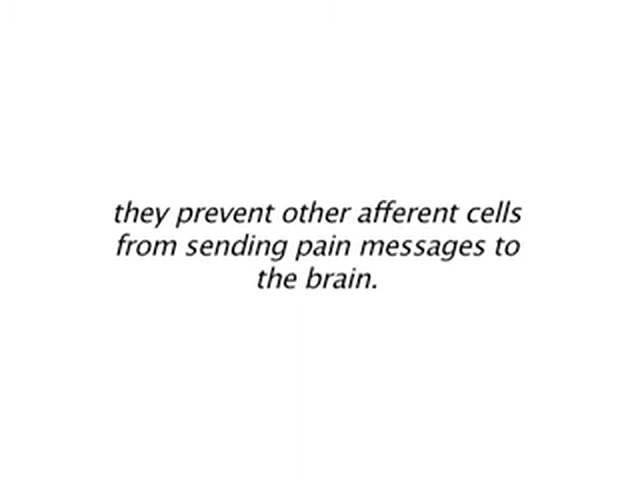 they prevent other afferent cells
from sending pain messages to
the brain.